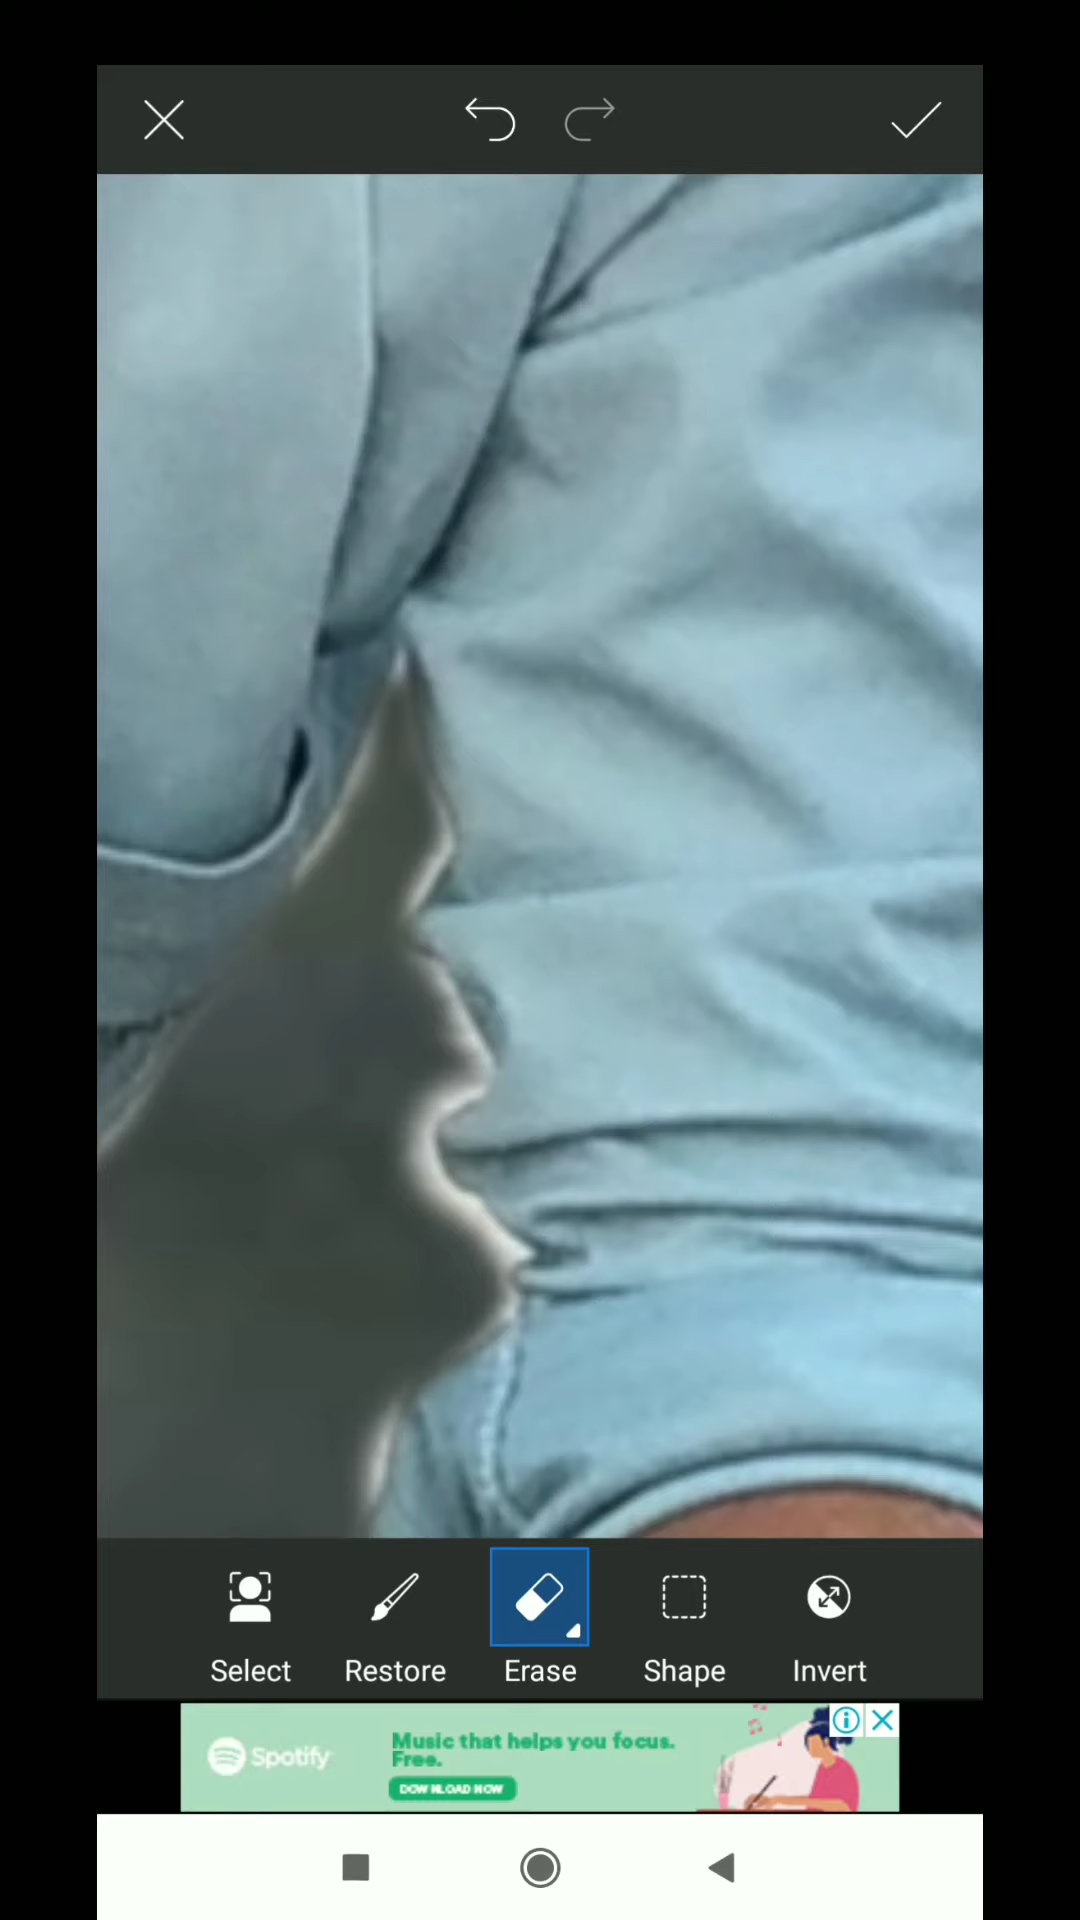 Select
Restore
Erase
Shape
Invert
Spotify
Music that helps you focus.
Free.
DOWNLOAD NOW